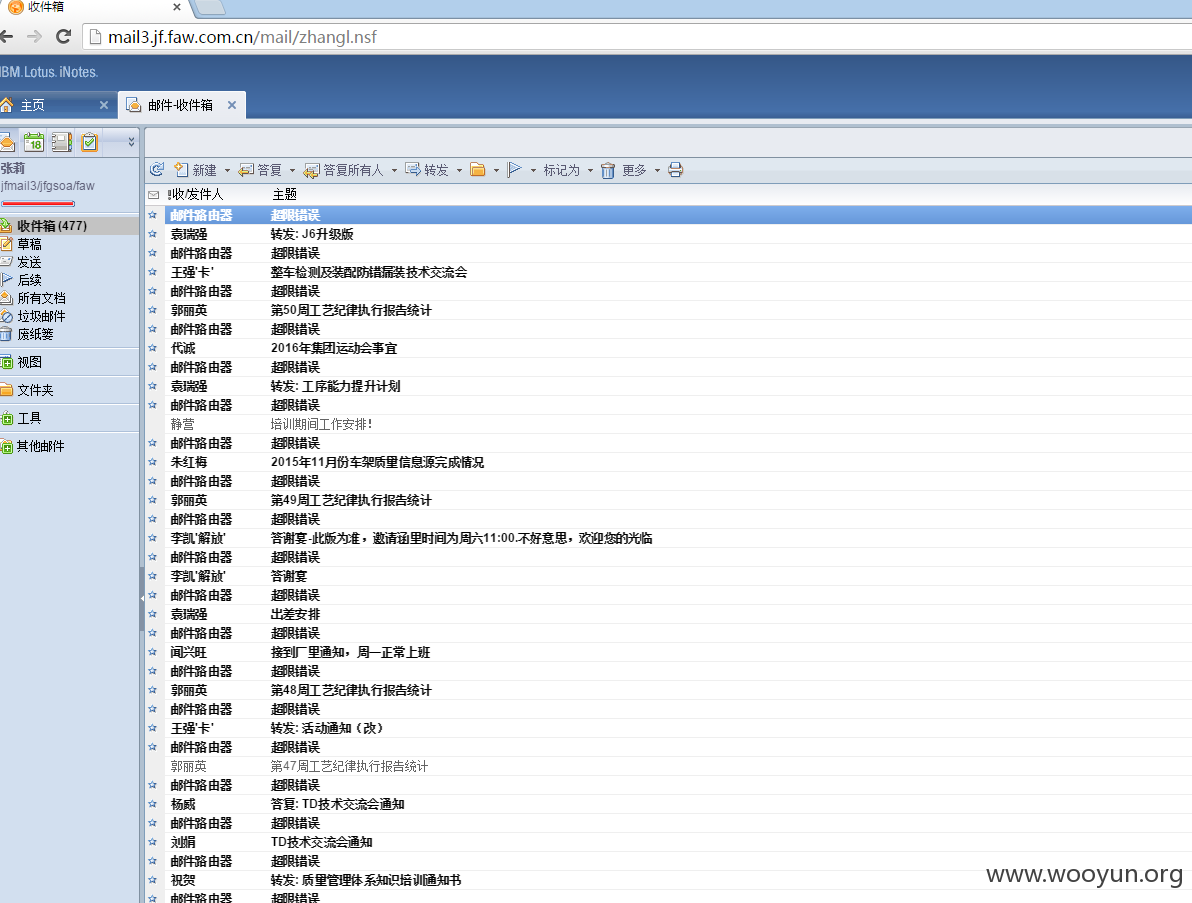 收件箱
mail3.jf.faw.com.cn/mail/zhangl.nsf
IBM.Lotus.iNotes.
主页
邮件-收件箱
18
张莉
jfmail3/jfgsoa/faw
收件箱 (477)
草稿
发送
后续
所有文档
垃圾邮件
废纸篓
视图
文件夹
工具
其他邮件
新建 答复 答复所有人 转发 标记为 更多
!收/发件人 主题
邮件路由器 超限错误
袁瑞强 转发: J6升级版
邮件路由器 超限错误
王强'卡' 整车检测及装配防错漏装技术交流会
邮件路由器 超限错误
郭丽英 第50周工艺纪律执行报告统计
邮件路由器 超限错误
代诚 2016年集团运动会事宜
邮件路由器 超限错误
袁瑞强 转发: 工序能力提升计划
邮件路由器 超限错误
静营 培训期间工作安排!
邮件路由器 超限错误
朱红梅 2015年11月份车架质量信息源完成情况
邮件路由器 超限错误
郭丽英 第49周工艺纪律执行报告统计
邮件路由器 超限错误
李凯'解放' 答谢宴-此版为准，邀请涵里时间为周六11:00.不好意思，欢迎您的光临
邮件路由器 超限错误
李凯'解放' 答谢宴
邮件路由器 超限错误
袁瑞强 出差安排
邮件路由器 超限错误
闻兴旺 接到厂里通知，周一正常上班
邮件路由器 超限错误
郭丽英 第48周工艺纪律执行报告统计
邮件路由器 超限错误
王强'卡' 转发: 活动通知（改）
邮件路由器 超限错误
郭丽英 第47周工艺纪律执行报告统计
邮件路由器 超限错误
杨威 答复: TD技术交流会通知
邮件路由器 超限错误
刘娟 TD技术交流会通知
邮件路由器 超限错误
祝贺 转发: 质量管理体系知识培训通知书
邮件路由器 超限错误
www.wooyun.org